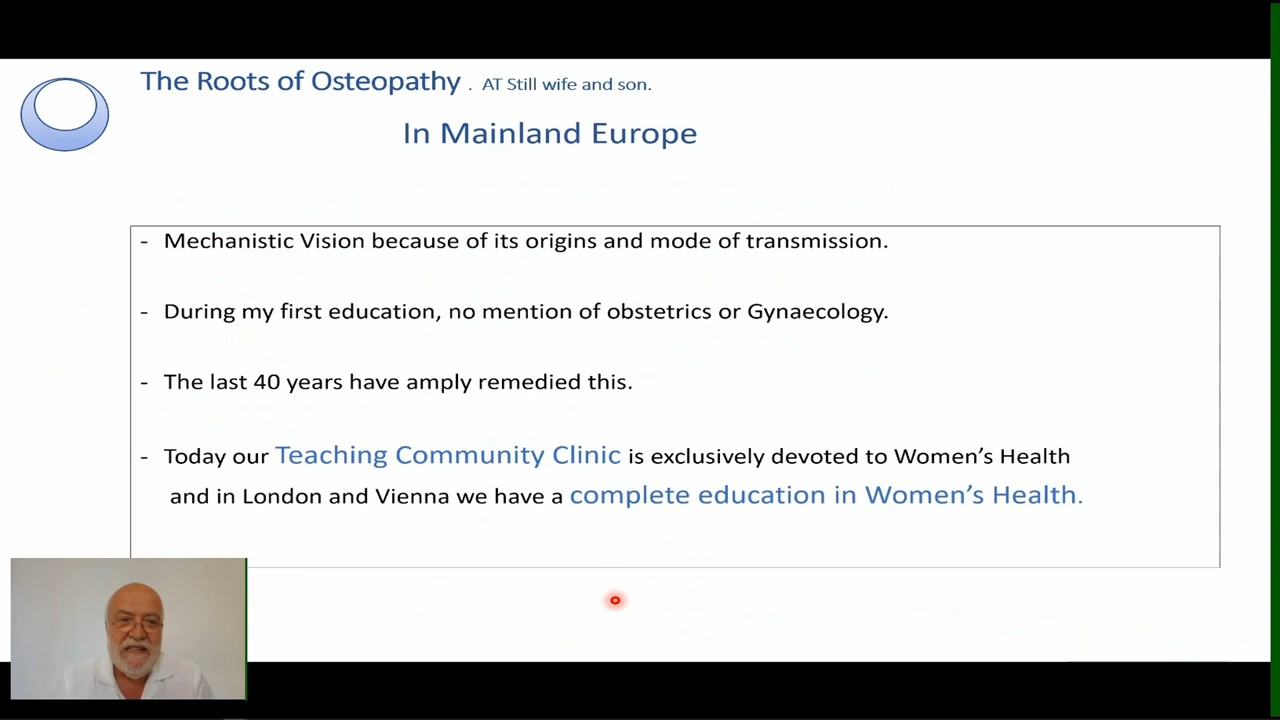 The Roots of Osteopathy . AT Still wife and son.
In Mainland Europe
- Mechanistic Vision because of its origins and mode of transmission.
- During my first education, no mention of obstetrics or Gynaecology.
- The last 40 years have amply remedied this.
- Today our Teaching Community Clinic is exclusively devoted to Women’s Health
and in London and Vienna we have a complete education in Women’s Health.